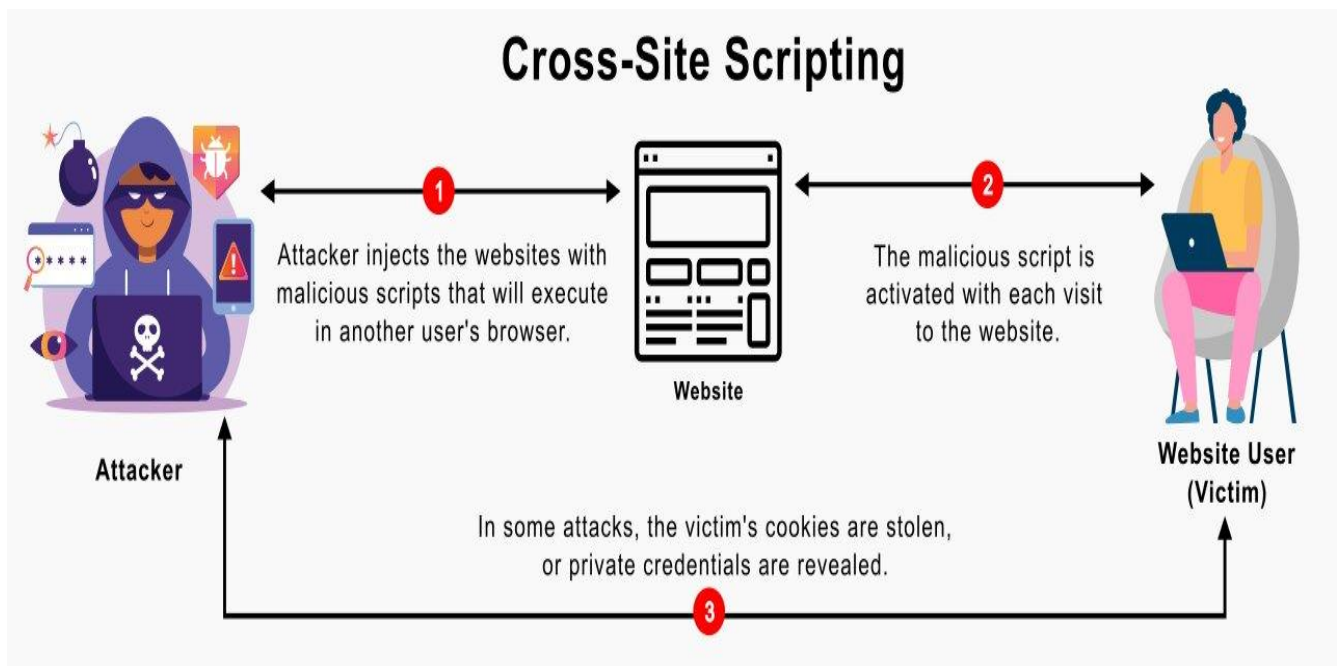 Cross-Site Scripting
1
2
Attacker injects the websites with
malicious scripts that will execute
in another user's browser.
The malicious script is
activated with each visit
to the website.
*****
Website
Attacker
Website User
(Victim)
In some attacks, the victim's cookies are stolen,
or private credentials are revealed.
3